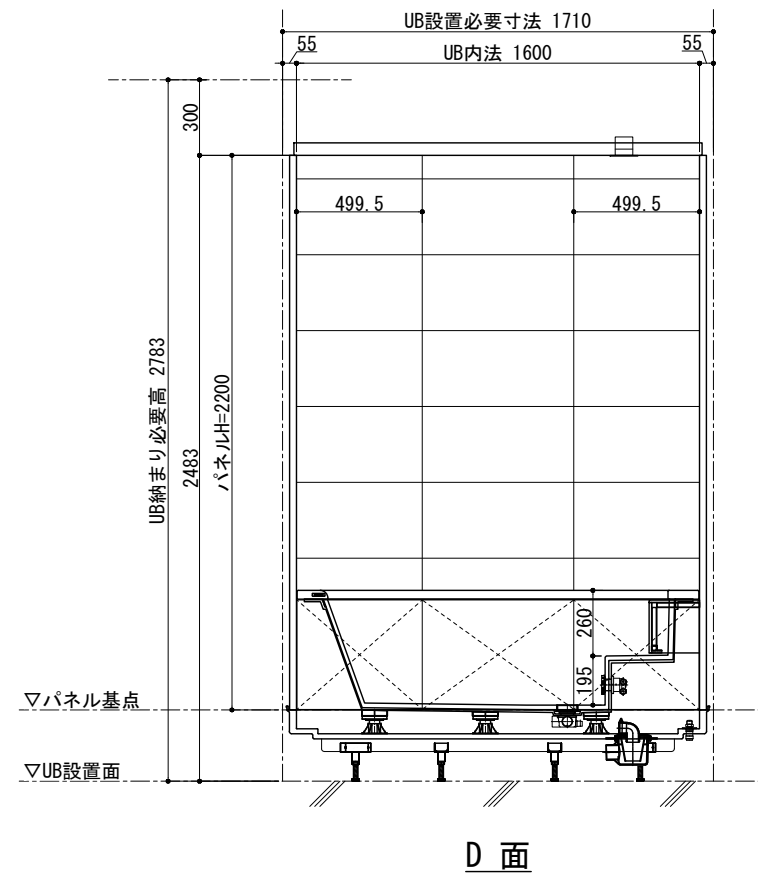 UB設置必要寸法 1710
55
UB内法 1600
55
300
499.5
499.5
UB納まり必要高 2783
2483
パネルH=2200
260
195
▽パネル基点
▽UB設置面
D 面